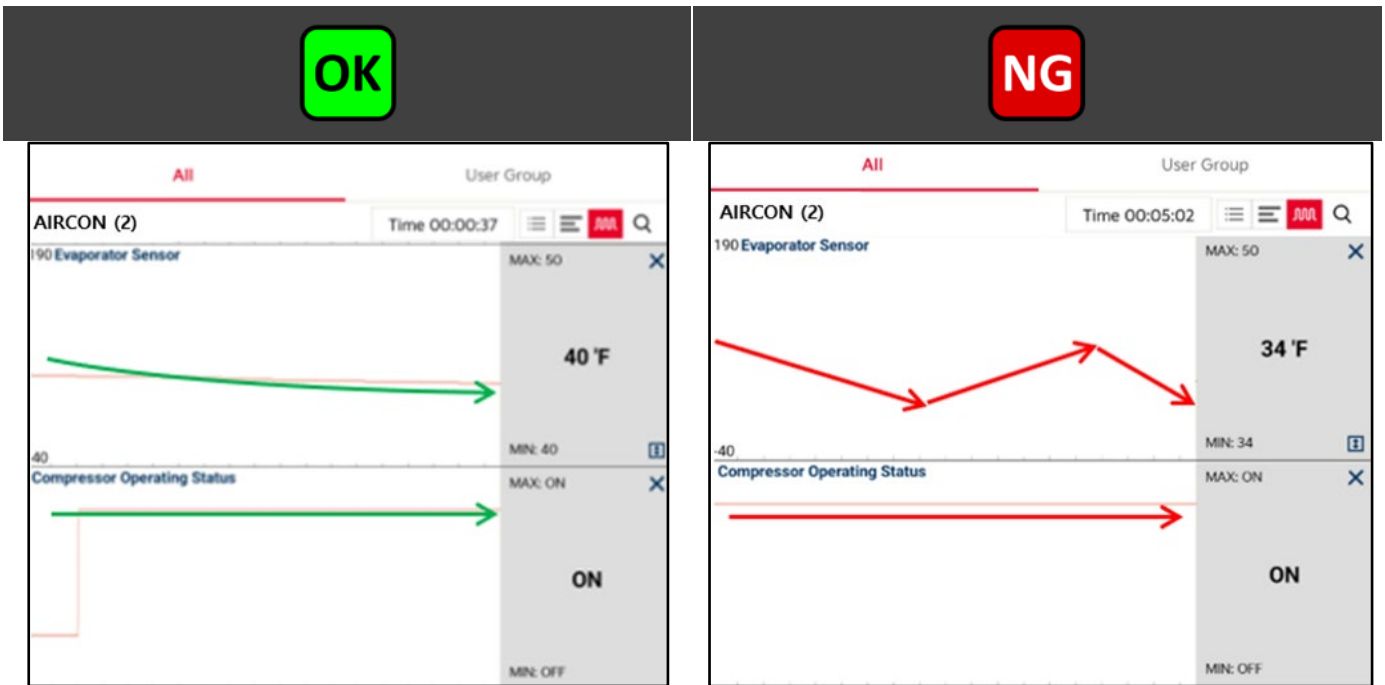 OK
NG
All User Group
AIRCON (2) Time 00:00:37
190 Evaporator Sensor MAX: 50
40 °F
40 MIN: 40
Compressor Operating Status MAX: ON
ON
MIN: OFF
All User Group
AIRCON (2) Time 00:05:02
190 Evaporator Sensor MAX: 50
34 °F
-40 MIN: 34
Compressor Operating Status MAX: ON
ON
MIN: OFF